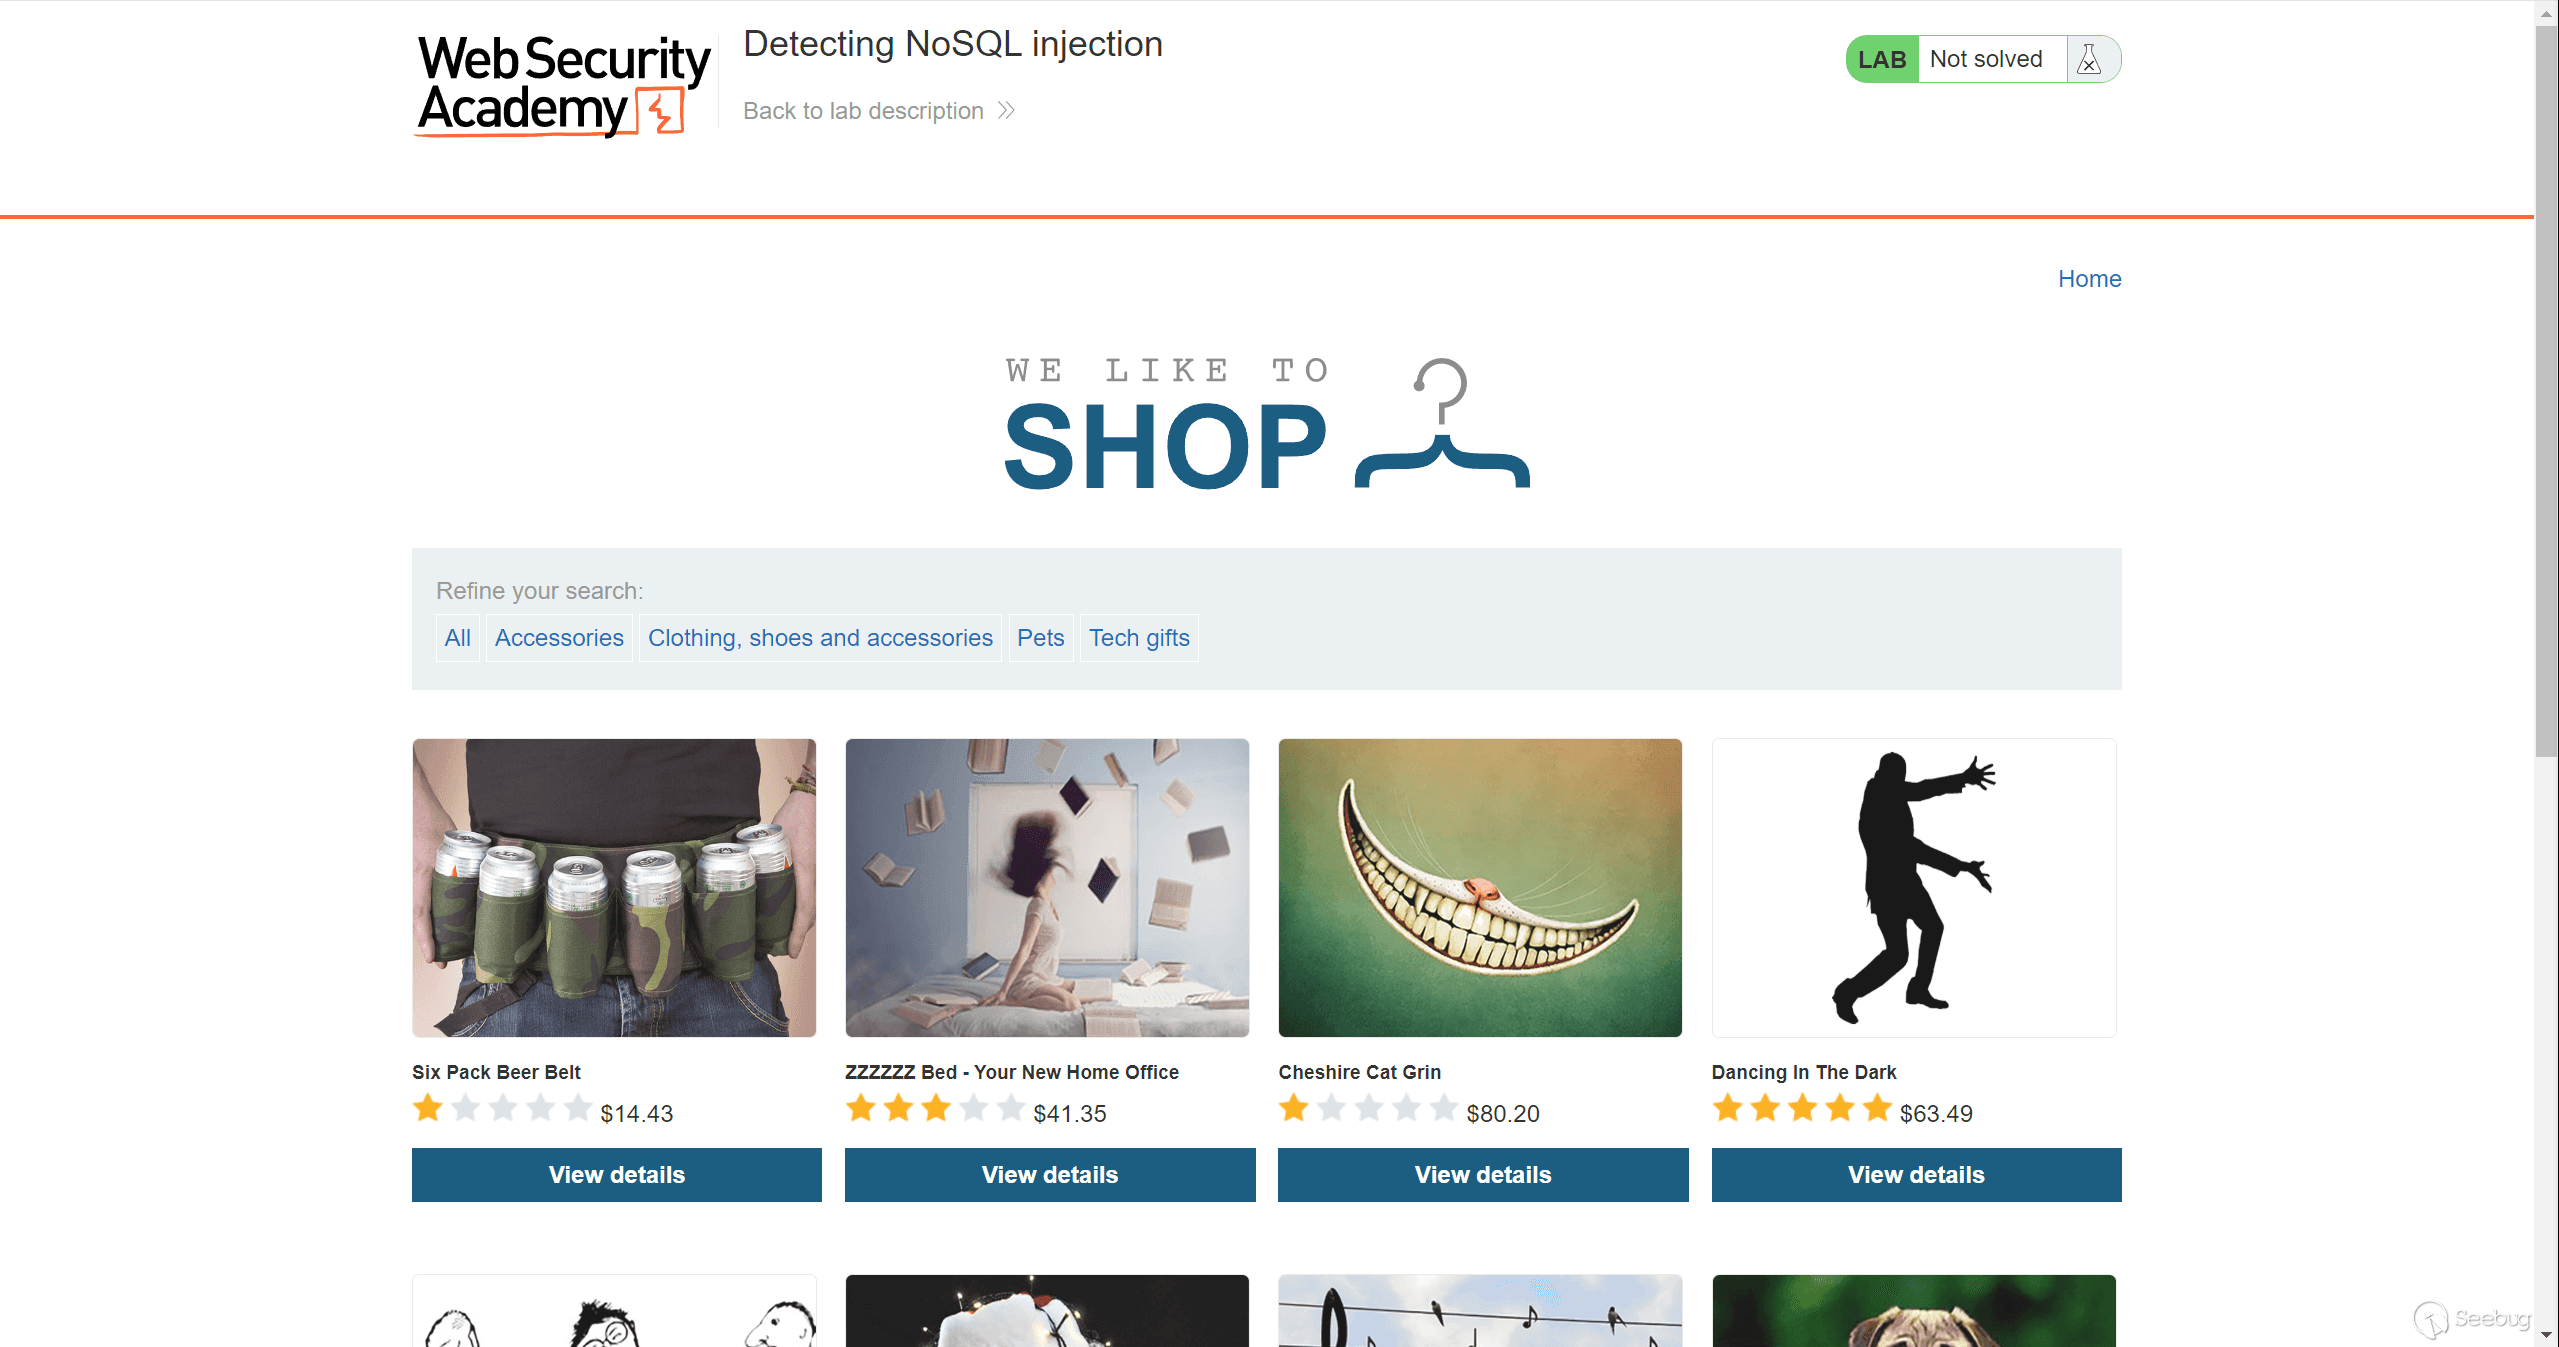 Web Security
Academy
Detecting NoSQL injection
Back to lab description
LAB Not solved
Home
WE LIKE TO
SHOP
Refine your search:
All Accessories Clothing, shoes and accessories Pets Tech gifts
Six Pack Beer Belt
$14.43
View details
ZZZZZZ Bed - Your New Home Office
$41.35
View details
Cheshire Cat Grin
$80.20
View details
Dancing In The Dark
$63.49
View details
Seebug